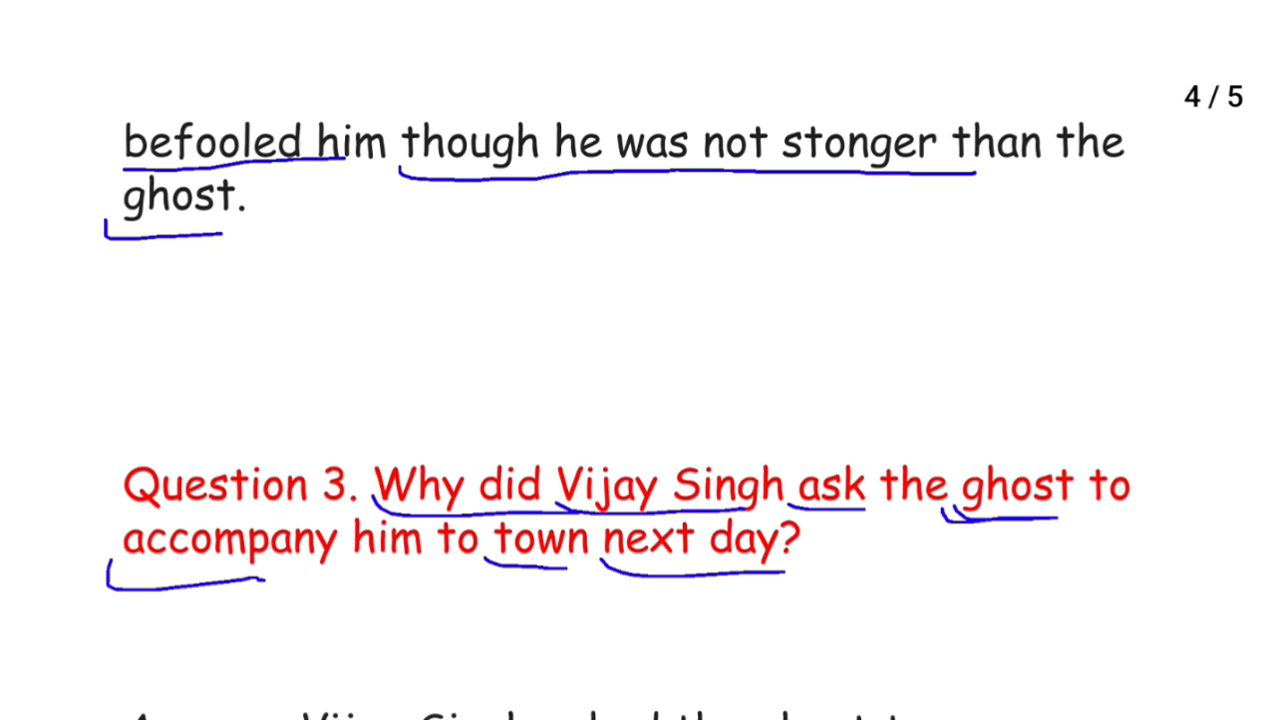 4 / 5
befooled him though he was not stonger than the
ghost.
Question 3. Why did Vijay Singh ask the ghost to
accompany him to town next day?